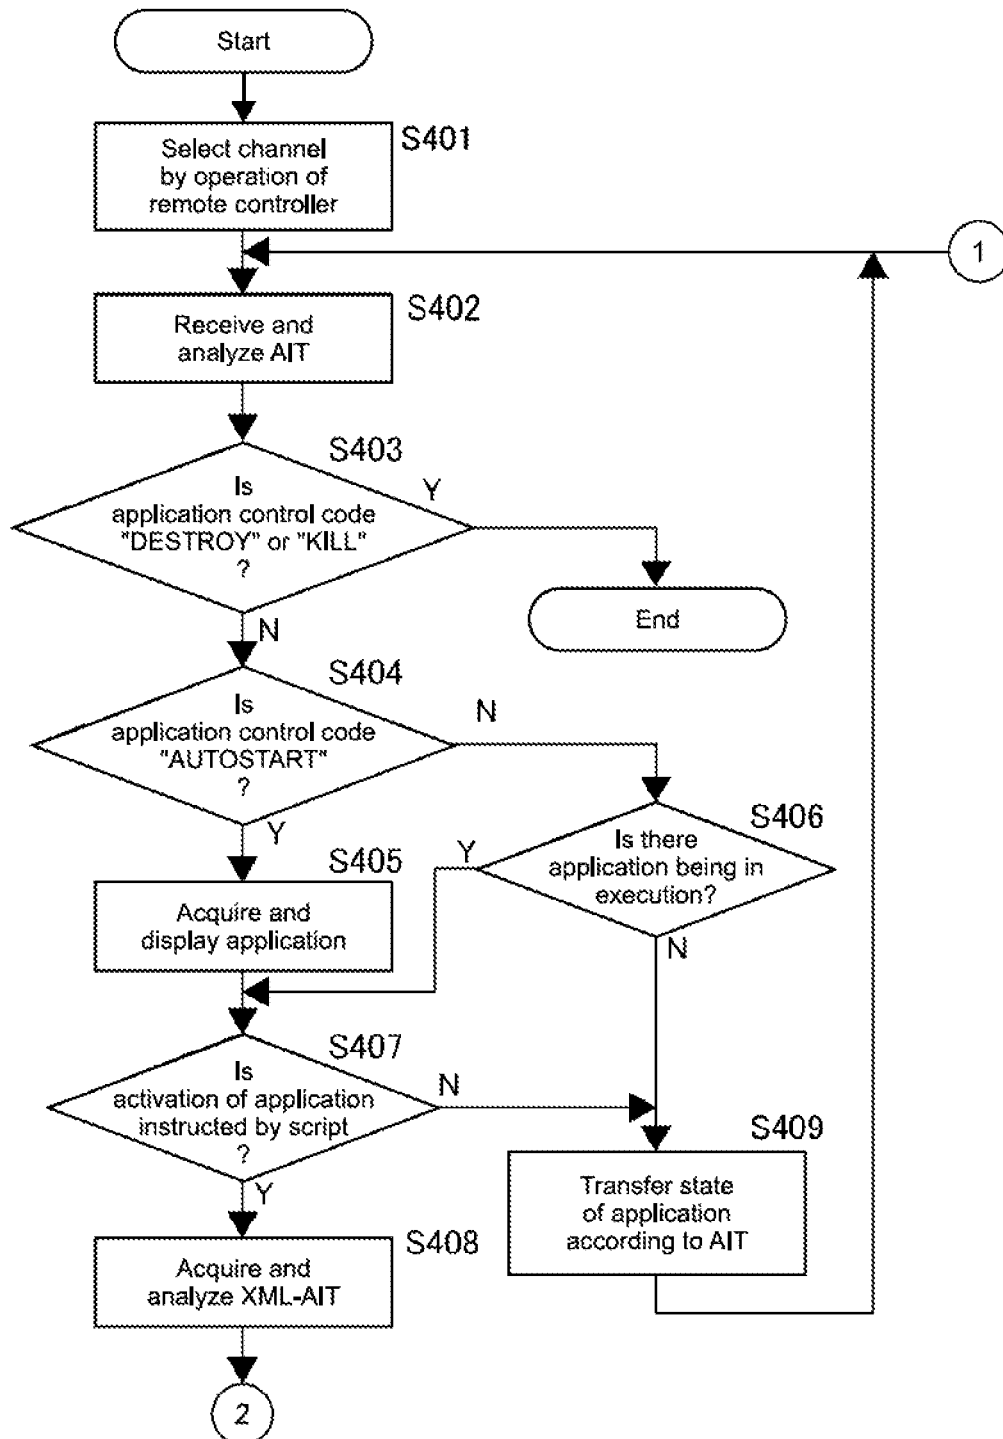 Start
S401
Select channel
by operation of
remote controller
1
S402
Receive and
analyze AIT
S403
Is
application control code
"DESTROY" or "KILL"
?
Y
N
End
S404
Is
application control code
"AUTOSTART"
?
N
Y
S406
Is there
application being in
execution?
Y
N
S405
Acquire and
display application
S407
Is
activation of application
instructed by script
?
N
Y
S409
Transfer state
of application
according to AIT
S408
Acquire and
analyze XML-AIT
2